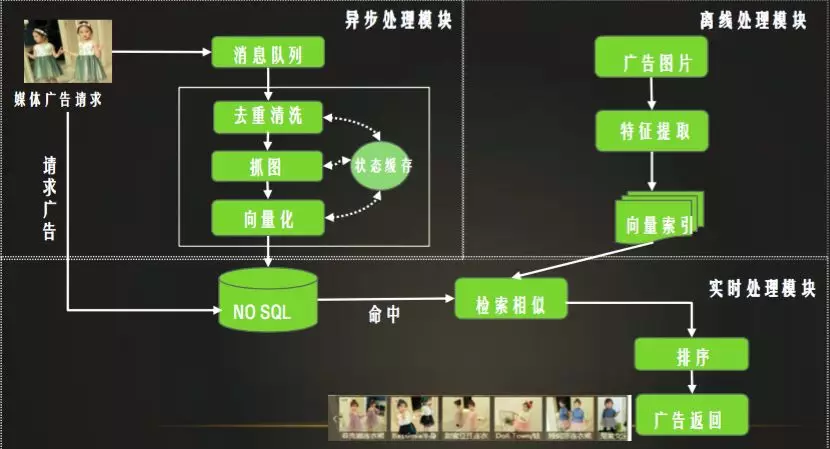 异步处理模块
离线处理模块
消息队列
广告图片
媒体广告请求
去重清洗
特征提取
抓图
状态缓存
请求广告
向量化
向量索引
实时处理模块
NO SQL
命中
检索相似
排序
广告返回